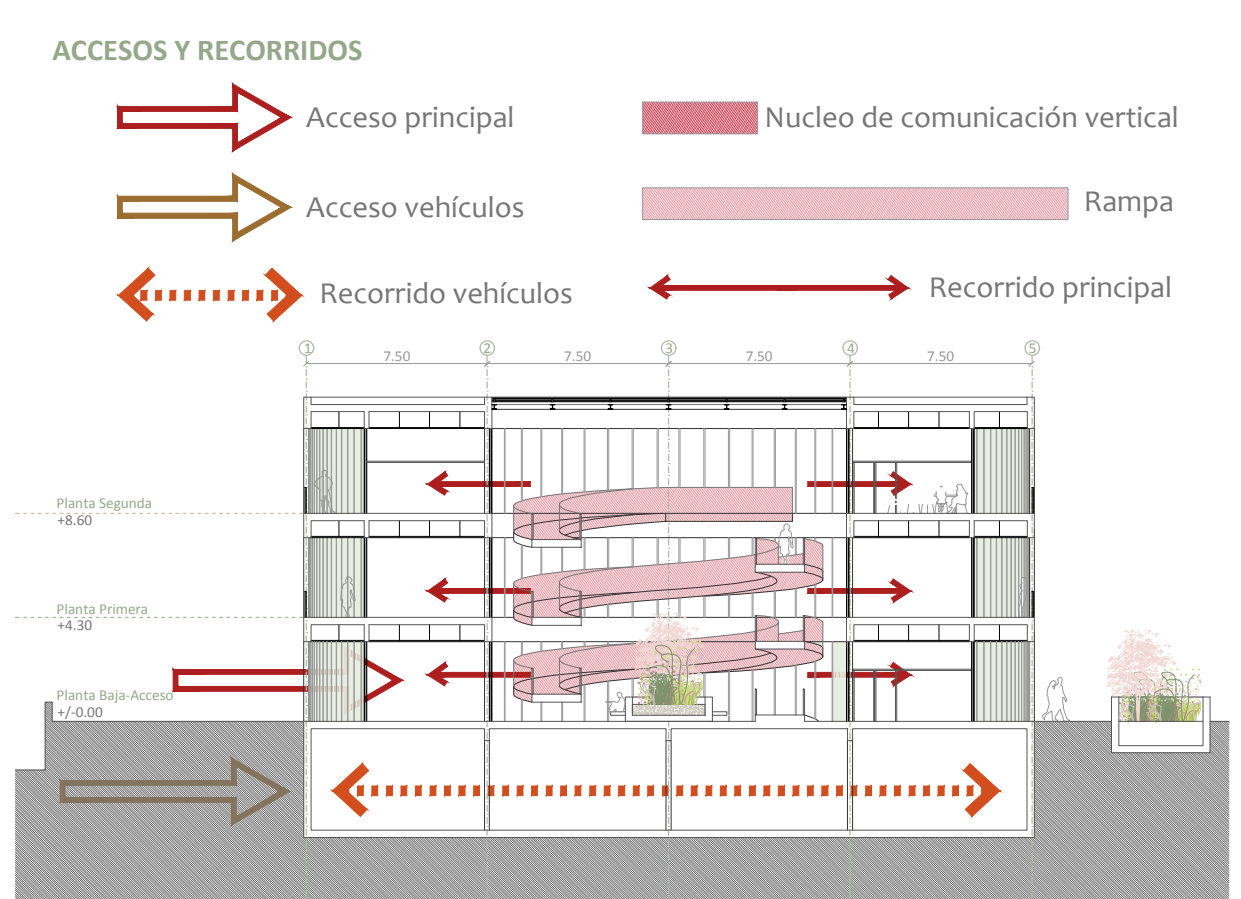 ACCESOS Y RECORRIDOS
Acceso principal
Nucleo de comunicación vertical
Acceso vehículos
Rampa
Recorrido vehículos
Recorrido principal
1 2 3 4 5
7.50 7.50 7.50 7.50
Planta Segunda
+8.60
Planta Primera
+4.30
Planta Baja-Acceso
+/-0.00